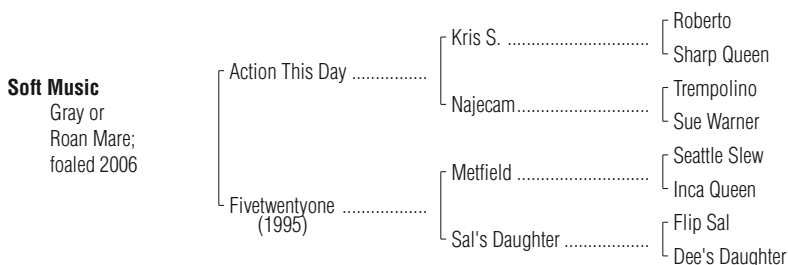 Roberto
Kris S. ..............................
Sharp Queen
Action This Day ................
Trempolino
Najecam............................
Sue Warner
Soft Music
Gray or
Roan Mare;
foaled 2006
Seattle Slew
Metfield ............................
Inca Queen
Fivetwentyone ..................
(1995)
Flip Sal
Sal's Daughter ..................
Dee's Daughter